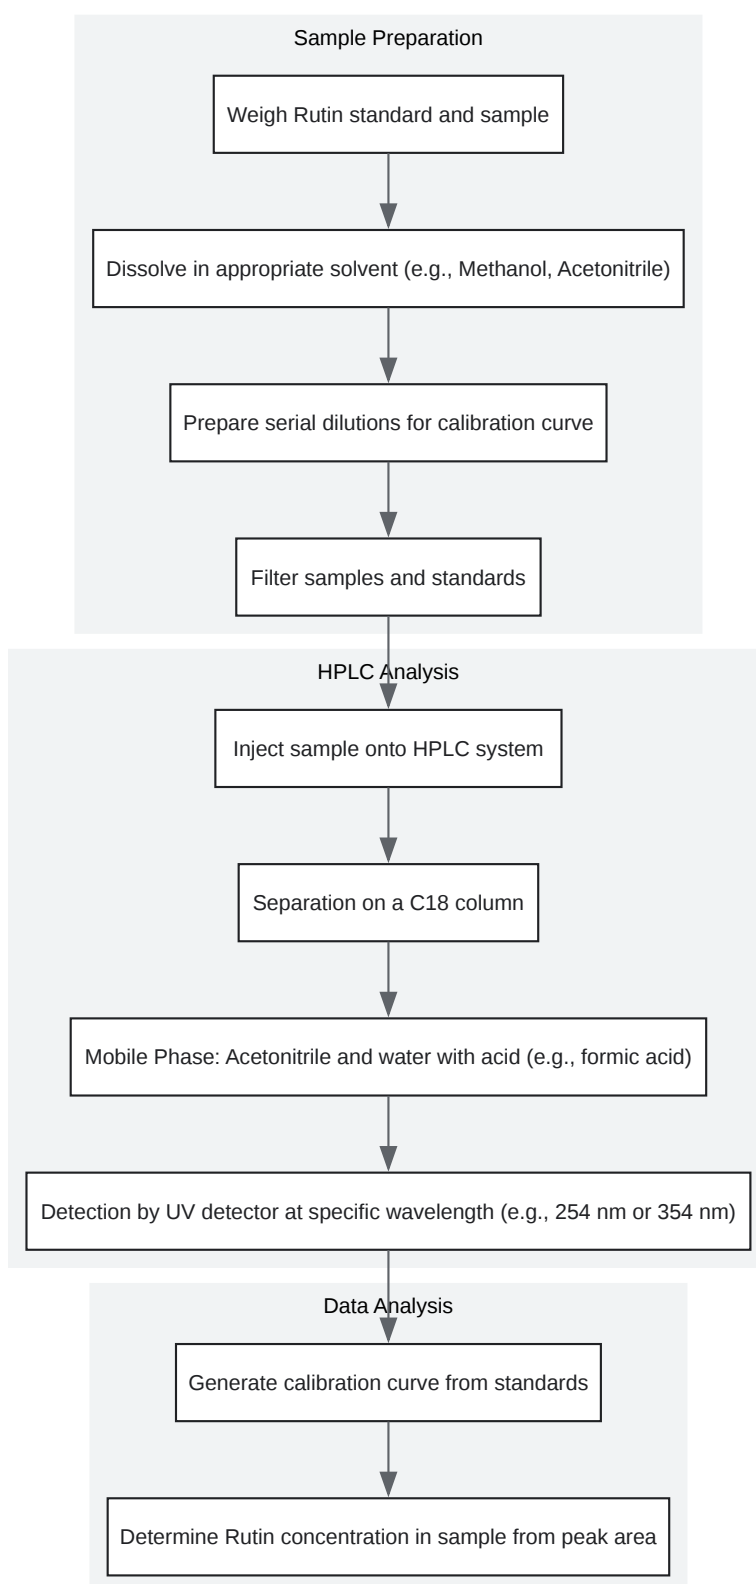 Sample Preparation
Weigh Rutin standard and sample
Dissolve in appropriate solvent (e.g., Methanol, Acetonitrile)
Prepare serial dilutions for calibration curve
Filter samples and standards
HPLC Analysis
Inject sample onto HPLC system
Separation on a C18 column
Mobile Phase: Acetonitrile and water with acid (e.g., formic acid)
Detection by UV detector at specific wavelength (e.g., 254 nm or 354 nm)
Data Analysis
Generate calibration curve from standards
Determine Rutin concentration in sample from peak area